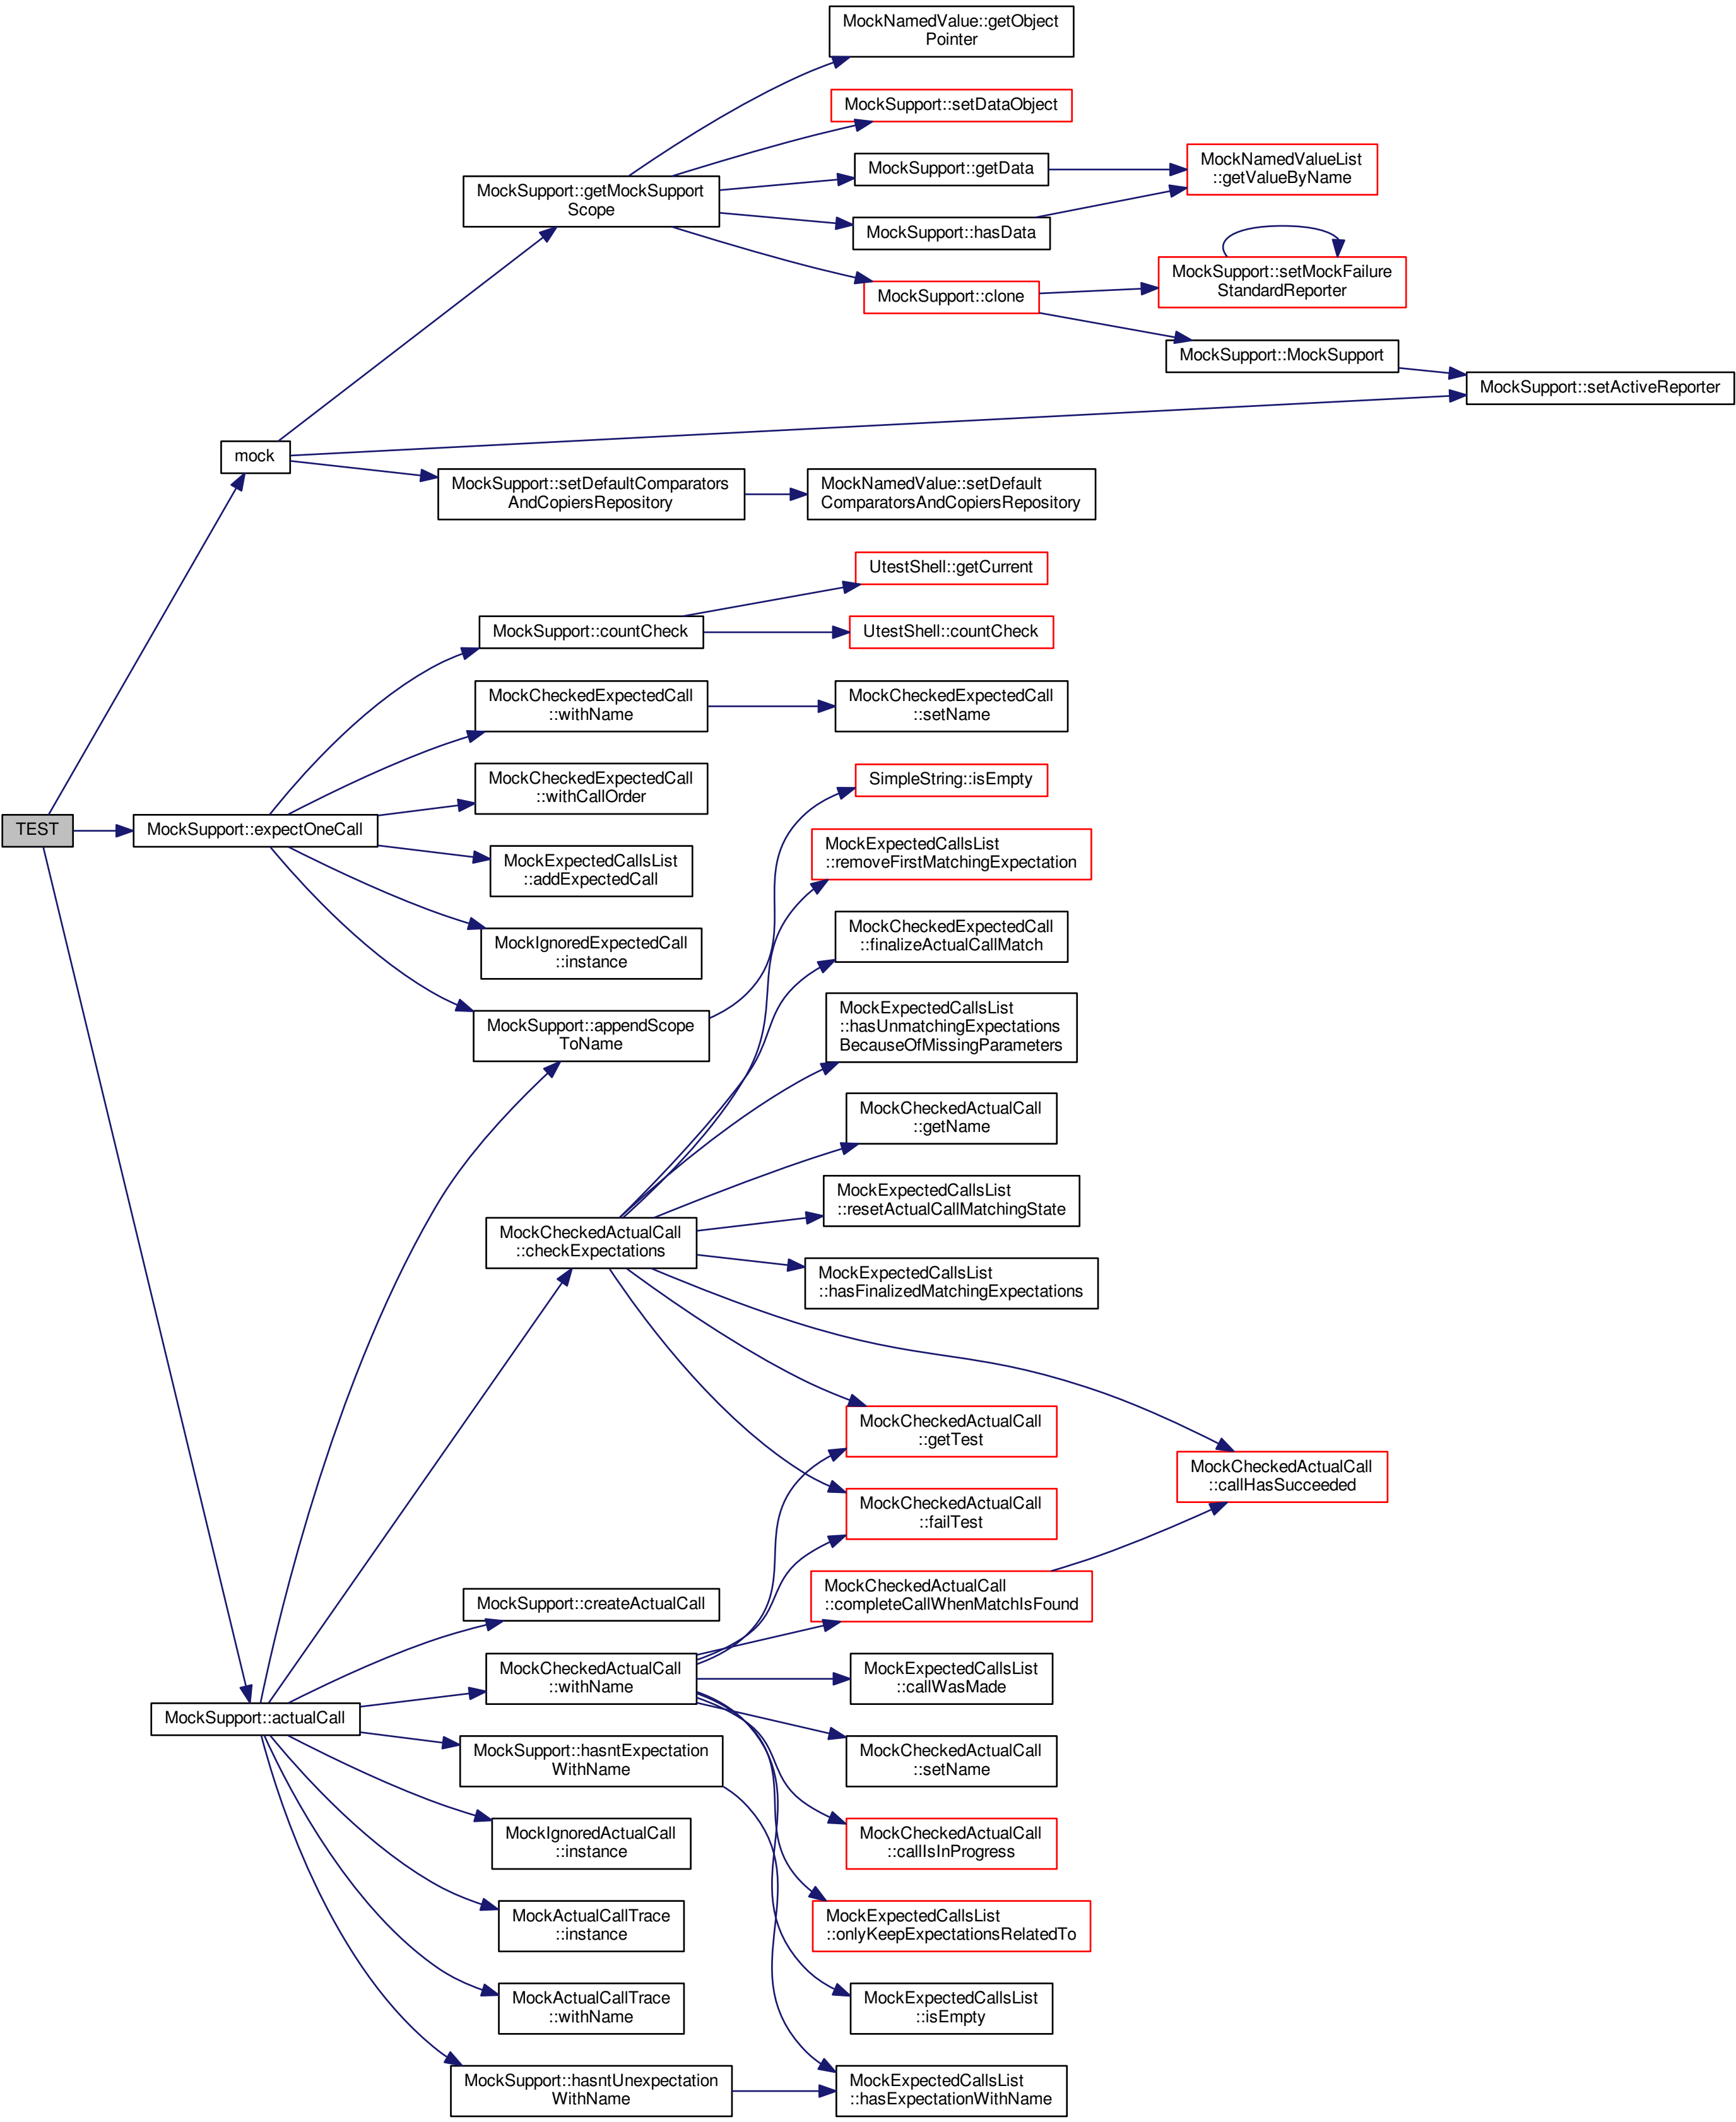 MockNamedValue::getObject
Pointer
MockSupport::setDataObject
MockSupport::getData
MockNamedValueList
::getValueByName
MockSupport::getMockSupport
Scope
MockSupport::hasData
MockSupport::clone
MockSupport::setMockFailure
StandardReporter
MockSupport::MockSupport
MockSupport::setActiveReporter
mock
MockSupport::setDefaultComparators
AndCopiersRepository
MockNamedValue::setDefault
ComparatorsAndCopiersRepository
UtestShell::getCurrent
MockSupport::countCheck
UtestShell::countCheck
MockCheckedExpectedCall
::withName
MockCheckedExpectedCall
::setName
MockCheckedExpectedCall
::withCallOrder
SimpleString::isEmpty
TEST
MockSupport::expectOneCall
MockExpectedCallsList
::addExpectedCall
MockExpectedCallsList
::removeFirstMatchingExpectation
MockIgnoredExpectedCall
::instance
MockCheckedExpectedCall
::finalizeActualCallMatch
MockSupport::appendScope
ToName
MockExpectedCallsList
::hasUnmatchingExpectations
BecauseOfMissingParameters
MockCheckedActualCall
::getName
MockCheckedActualCall
::checkExpectations
MockExpectedCallsList
::resetActualCallMatchingState
MockExpectedCallsList
::hasFinalizedMatchingExpectations
MockCheckedActualCall
::getTest
MockCheckedActualCall
::callHasSucceeded
MockCheckedActualCall
::failTest
MockSupport::createActualCall
MockCheckedActualCall
::completeCallWhenMatchIsFound
MockCheckedActualCall
::withName
MockExpectedCallsList
::callWasMade
MockSupport::actualCall
MockSupport::hasntExpectation
WithName
MockCheckedActualCall
::setName
MockIgnoredActualCall
::instance
MockCheckedActualCall
::callIsInProgress
MockActualCallTrace
::instance
MockExpectedCallsList
::onlyKeepExpectationsRelatedTo
MockActualCallTrace
::withName
MockExpectedCallsList
::isEmpty
MockSupport::hasntUnexpectation
WithName
MockExpectedCallsList
::hasExpectationWithName